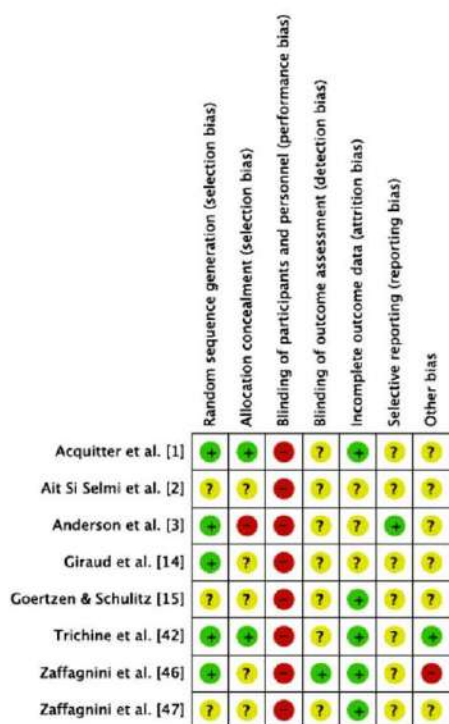 Random sequence generation (selection bias)
Allocation concealment (selection bias)
Blinding of participants and personnel (performance bias)
Blinding of outcome assessment (detection bias)
Incomplete outcome data (attrition bias)
Selective reporting (reporting bias)
Other bias
Acquitter et al. [1] + + - ? + ? ?
Ait Si Selmi et al. [2] ? ? - ? ? ? ?
Anderson et al. [3] + - - ? ? + ?
Giraud et al. [14] + ? - ? ? ? ?
Goertzen & Schulitz [15] ? ? - ? + ? ?
Trichine et al. [42] + + - ? + ? +
Zaffagnini et al. [46] + ? - + + ? -
Zaffagnini et al. [47] ? ? - ? + ? ?